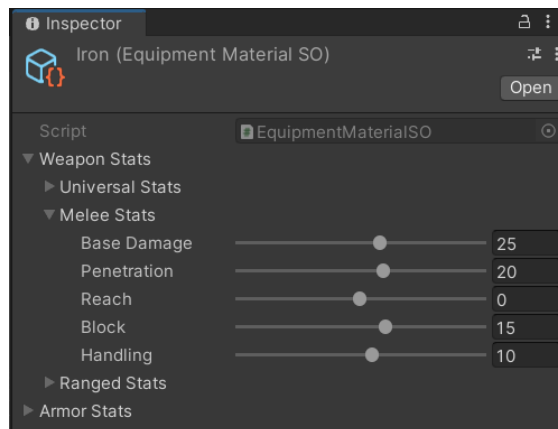 Inspector
Iron (Equipment Material SO)
Open
Script EquipmentMaterialSO
Weapon Stats
Universal Stats
Melee Stats
Base Damage 25
Penetration 20
Reach 0
Block 15
Handling 10
Ranged Stats
Armor Stats